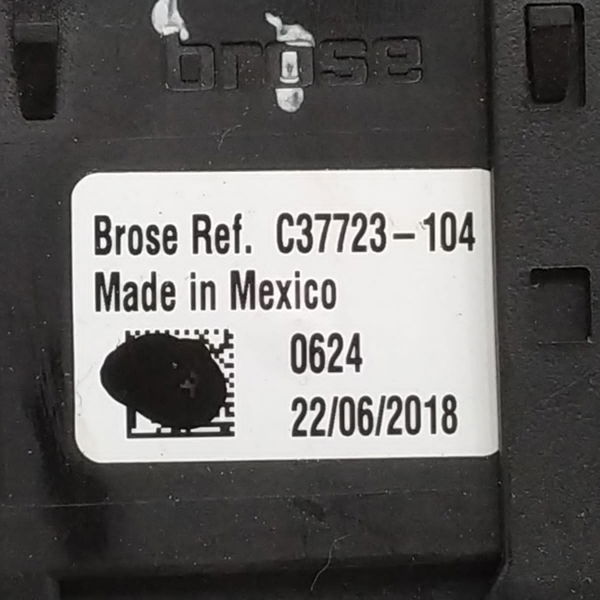 brose
Brose Ref. C37723-104
Made in Mexico
0624
22/06/2018